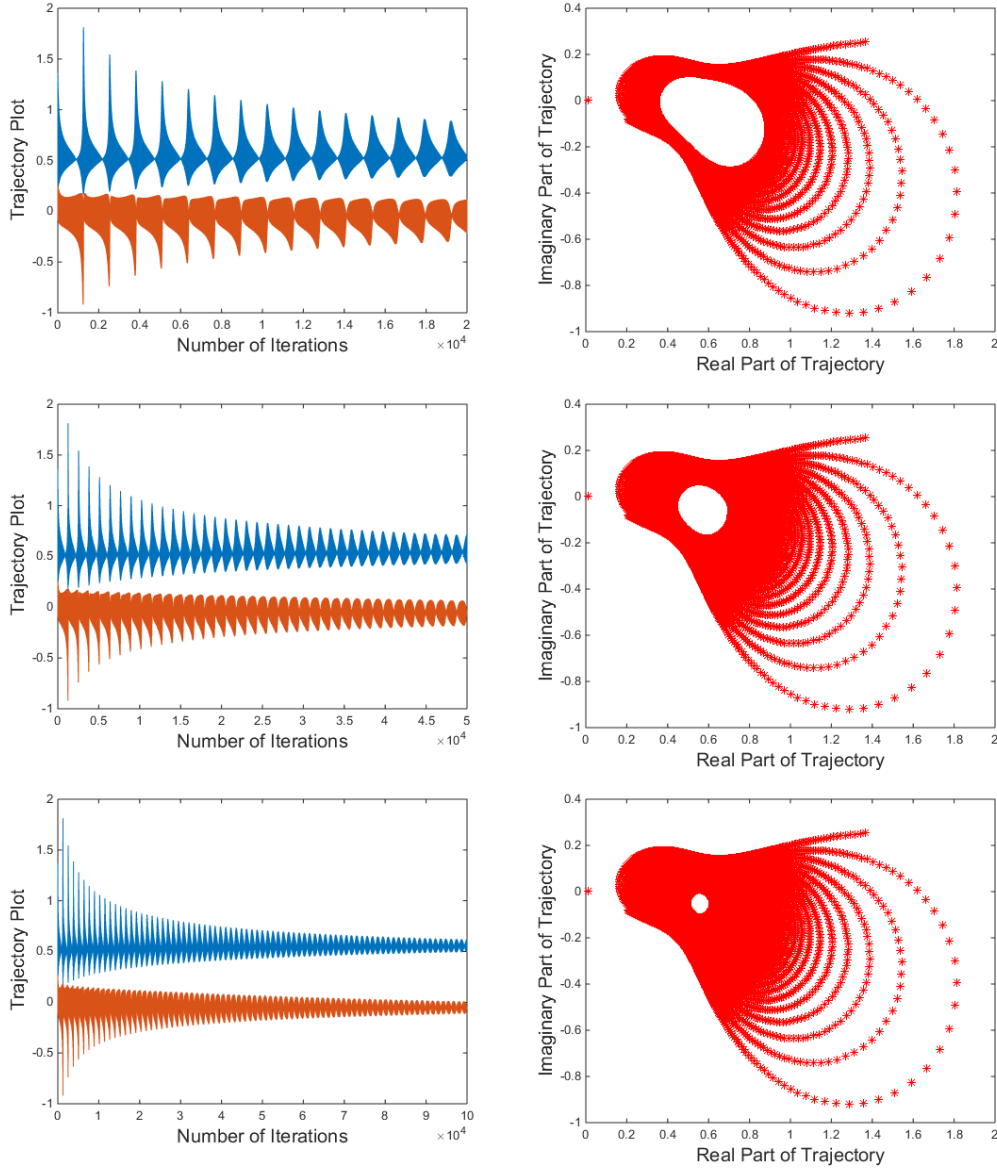 2
1.5
1
0.5
0
-0.5
-1
Trajectory Plot
0 0.2 0.4 0.6 0.8 1 1.2 1.4 1.6 1.8 2
× 10⁴
Number of Iterations
0.4
0.2
0
-0.2
-0.4
-0.6
-0.8
-1
Imaginary Part of Trajectory
0 0.2 0.4 0.6 0.8 1 1.2 1.4 1.6 1.8 2
Real Part of Trajectory
2
1.5
1
0.5
0
-0.5
-1
Trajectory Plot
0 0.5 1 1.5 2 2.5 3 3.5 4 4.5 5
× 10⁴
Number of Iterations
0.4
0.2
0
-0.2
-0.4
-0.6
-0.8
-1
Imaginary Part of Trajectory
0 0.2 0.4 0.6 0.8 1 1.2 1.4 1.6 1.8 2
Real Part of Trajectory
2
1.5
1
0.5
0
-0.5
-1
Trajectory Plot
0 1 2 3 4 5 6 7 8 9 10
× 10⁴
Number of Iterations
0.4
0.2
0
-0.2
-0.4
-0.6
-0.8
-1
Imaginary Part of Trajectory
0 0.2 0.4 0.6 0.8 1 1.2 1.4 1.6 1.8 2
Real Part of Trajectory